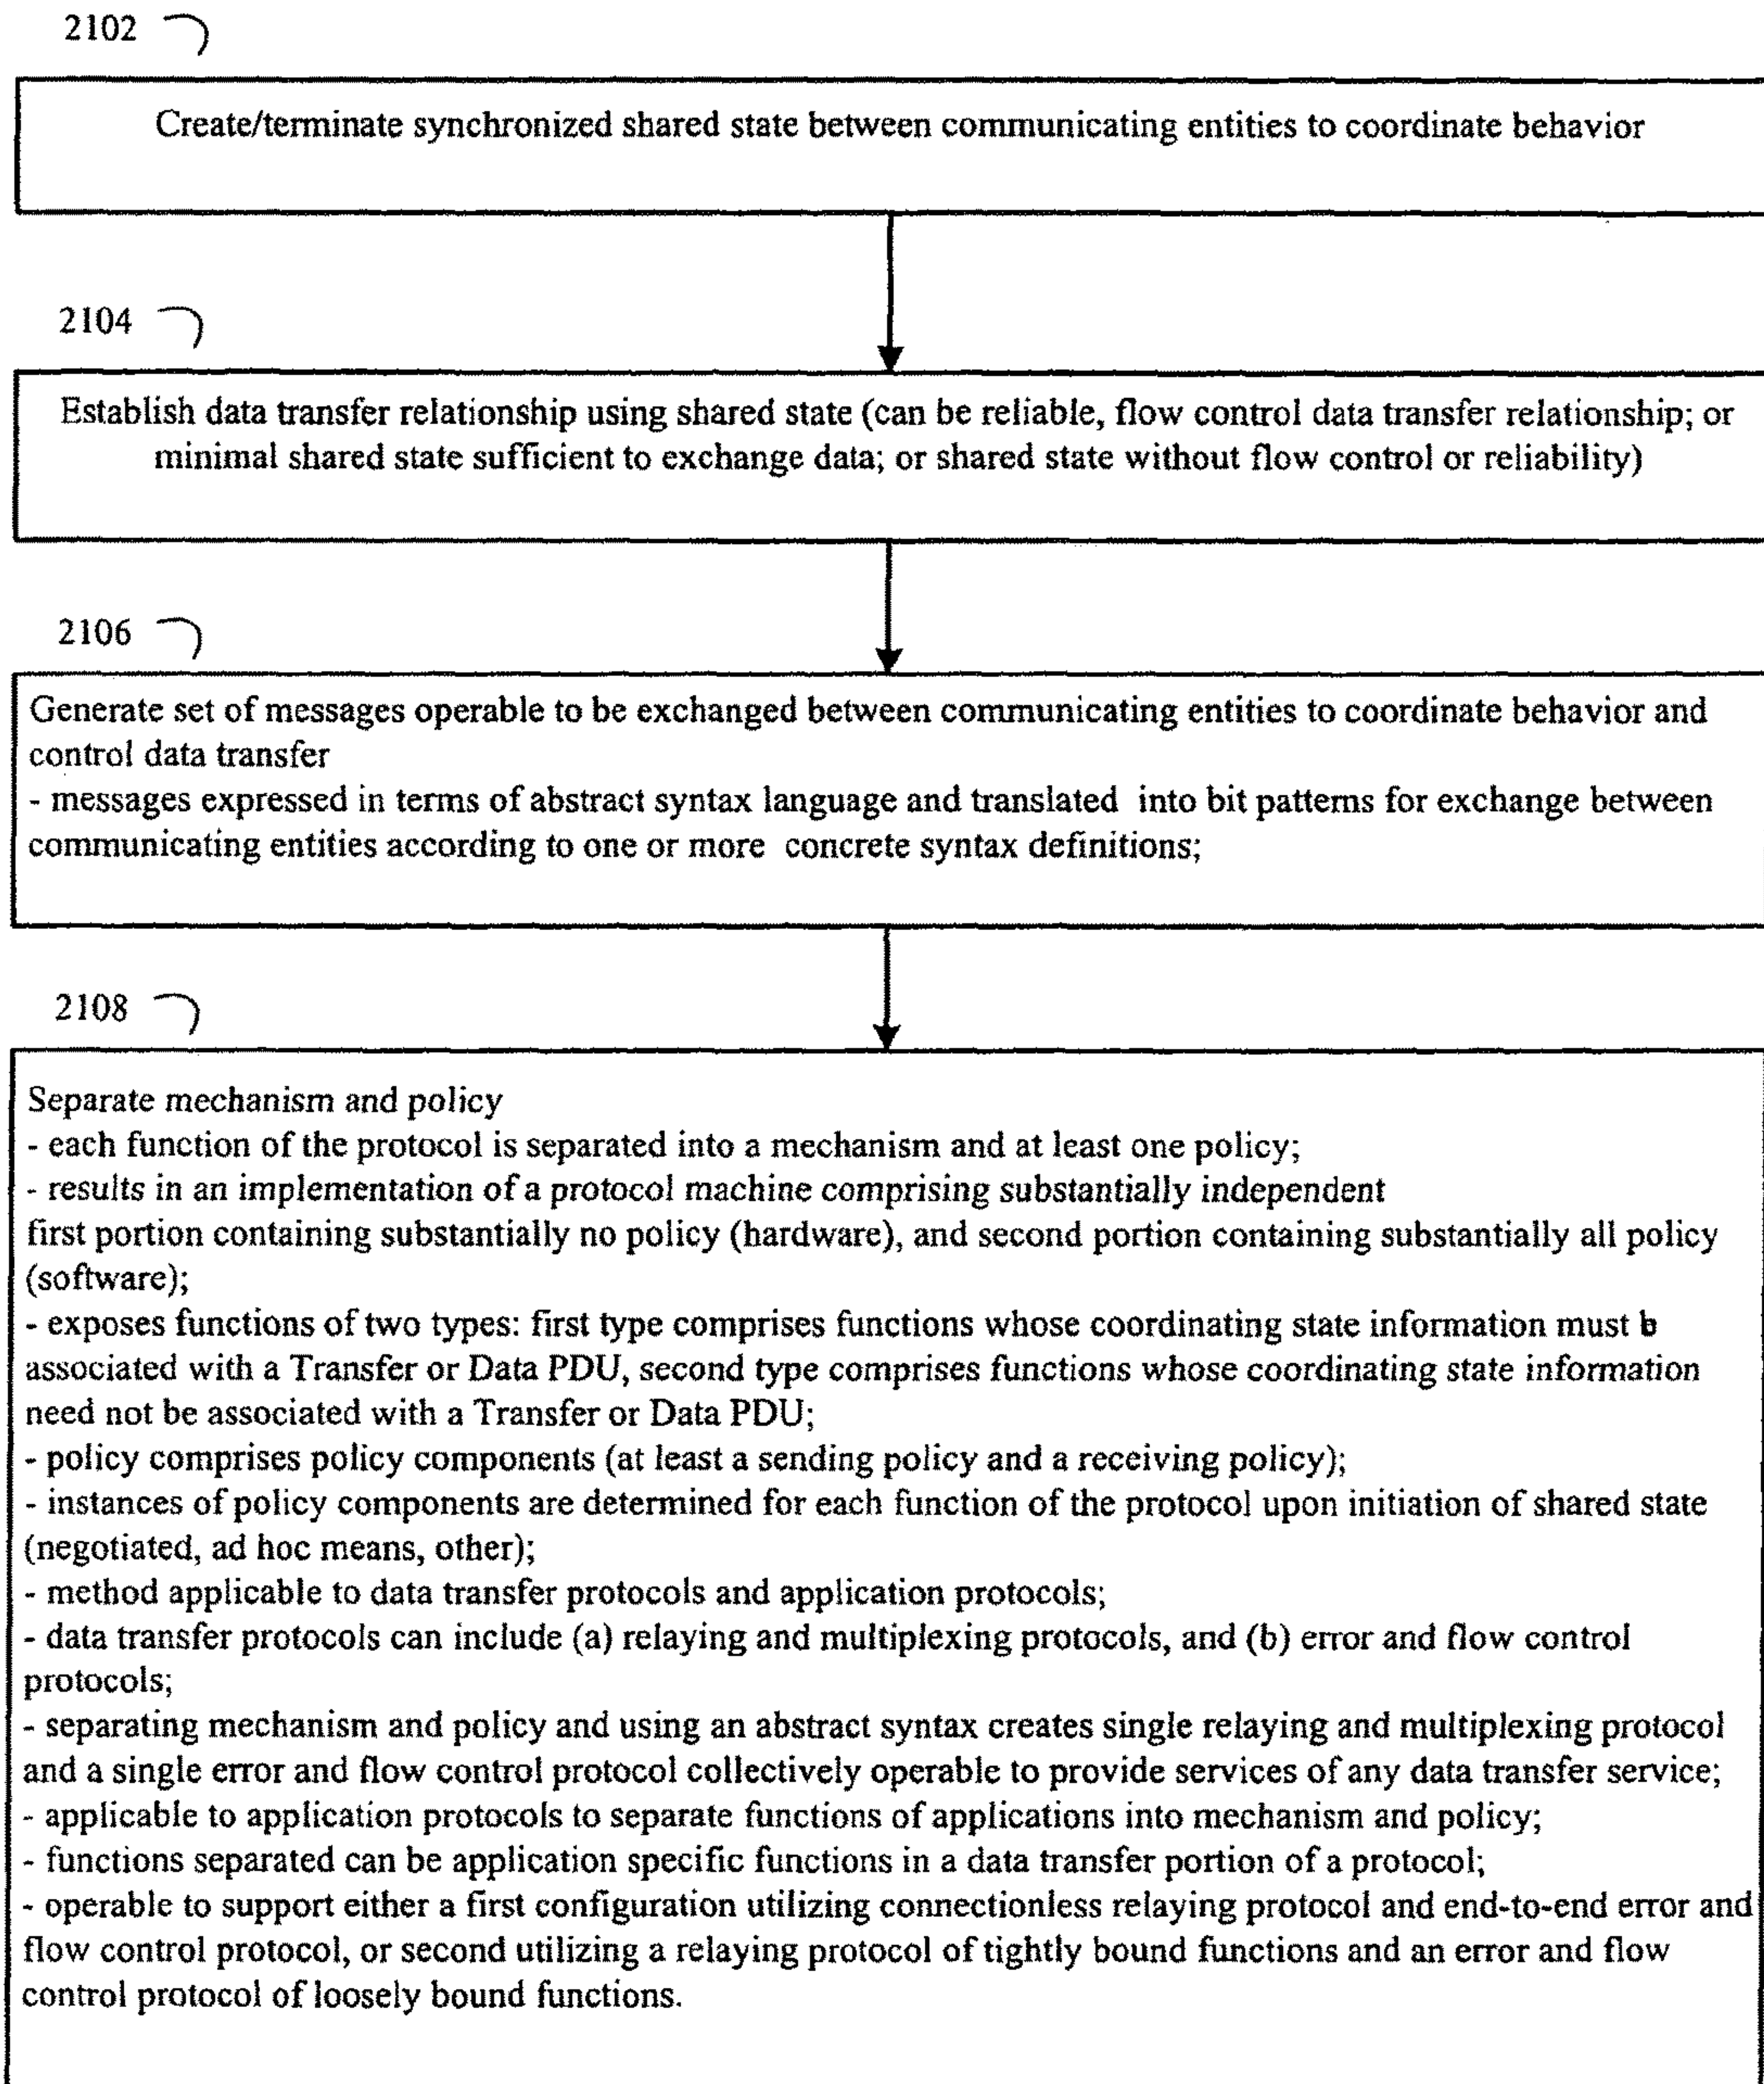 2102
Create/terminate synchronized shared state between communicating entities to coordinate behavior
2104
Establish data transfer relationship using shared state (can be reliable, flow control data transfer relationship; or
minimal shared state sufficient to exchange data; or shared state without flow control or reliability)
2106
Generate set of messages operable to be exchanged between communicating entities to coordinate behavior and
control data transfer
- messages expressed in terms of abstract syntax language and translated into bit patterns for exchange between
communicating entities according to one or more concrete syntax definitions;
2108
Separate mechanism and policy
- each function of the protocol is separated into a mechanism and at least one policy;
- results in an implementation of a protocol machine comprising substantially independent
first portion containing substantially no policy (hardware), and second portion containing substantially all policy
(software);
- exposes functions of two types: first type comprises functions whose coordinating state information must b
associated with a Transfer or Data PDU, second type comprises functions whose coordinating state information
need not be associated with a Transfer or Data PDU;
- policy comprises policy components (at least a sending policy and a receiving policy);
- instances of policy components are determined for each function of the protocol upon initiation of shared state
(negotiated, ad hoc means, other);
- method applicable to data transfer protocols and application protocols;
- data transfer protocols can include (a) relaying and multiplexing protocols, and (b) error and flow control
protocols;
- separating mechanism and policy and using an abstract syntax creates single relaying and multiplexing protocol
and a single error and flow control protocol collectively operable to provide services of any data transfer service;
- applicable to application protocols to separate functions of applications into mechanism and policy;
- functions separated can be application specific functions in a data transfer portion of a protocol;
- operable to support either a first configuration utilizing connectionless relaying protocol and end-to-end error and
flow control protocol, or second utilizing a relaying protocol of tightly bound functions and an error and flow
control protocol of loosely bound functions.